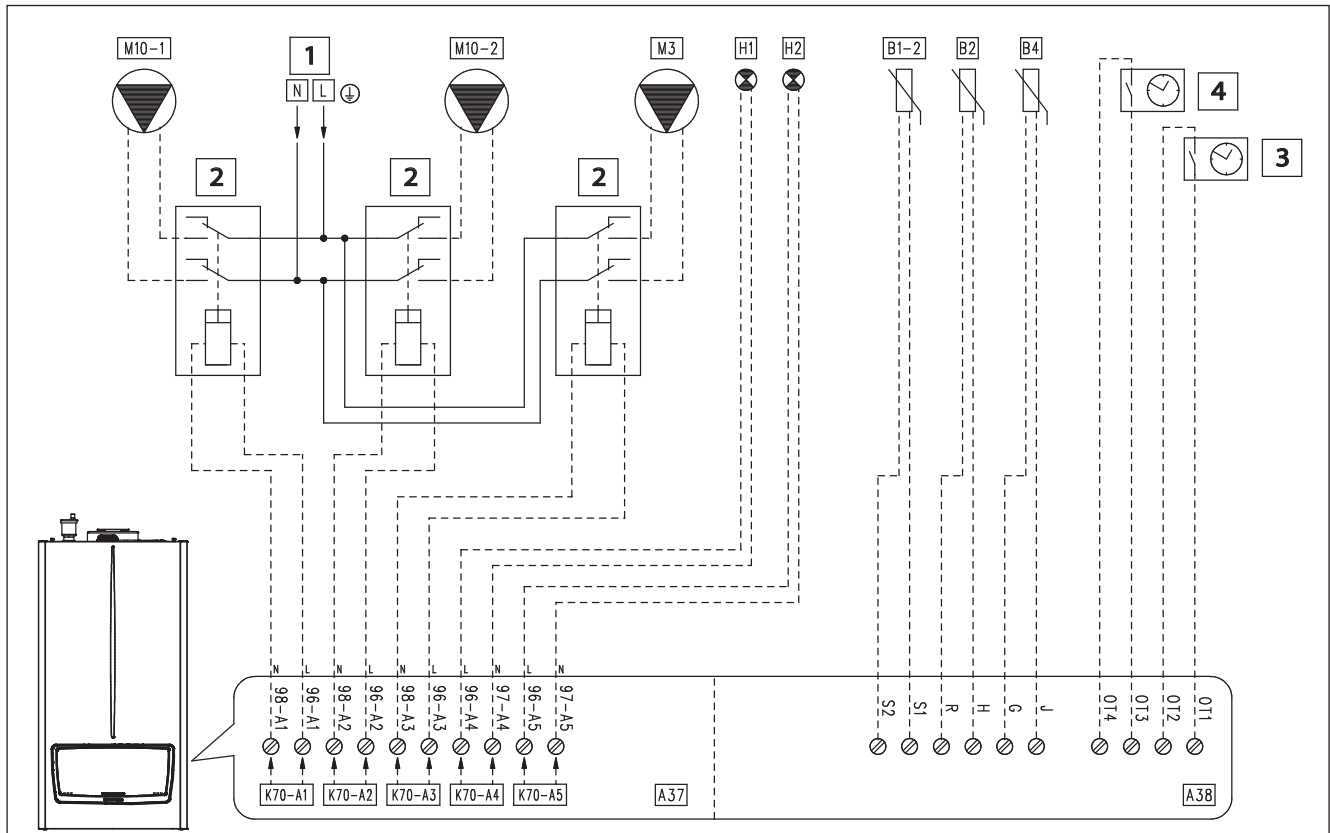 M10-1
1
M10-2
M3
H1
H2
B1-2
B2
B4
N
L
4
3
2
2
2
N
L
N
L
N
L
L
N
L
N
98-A1
96-A1
98-A2
96-A2
98-A3
96-A3
96-A4
97-A4
96-A5
97-A5
S2
S1
R
H
G
J
OT4
OT3
OT2
OT1
K70-A1
K70-A2
K70-A3
K70-A4
K70-A5
A37
A38